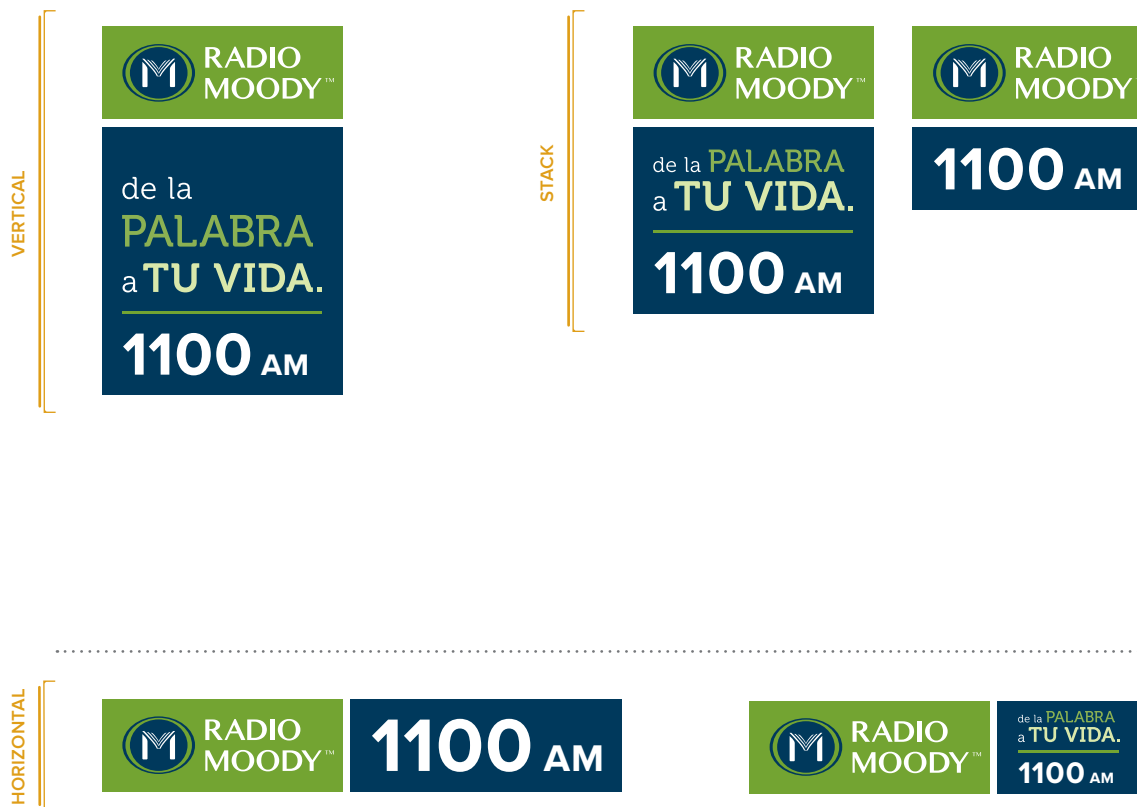 VERTICAL
RADIO
MOODY™
de la
PALABRA
a TU VIDA.
1100 AM
STACK
RADIO
MOODY™
de la PALABRA
a TU VIDA.
1100 AM
RADIO
MOODY
1100 AM
HORIZONTAL
RADIO
MOODY™
1100 AM
RADIO
MOODY™
de la PALABRA
a TU VIDA.
1100 AM